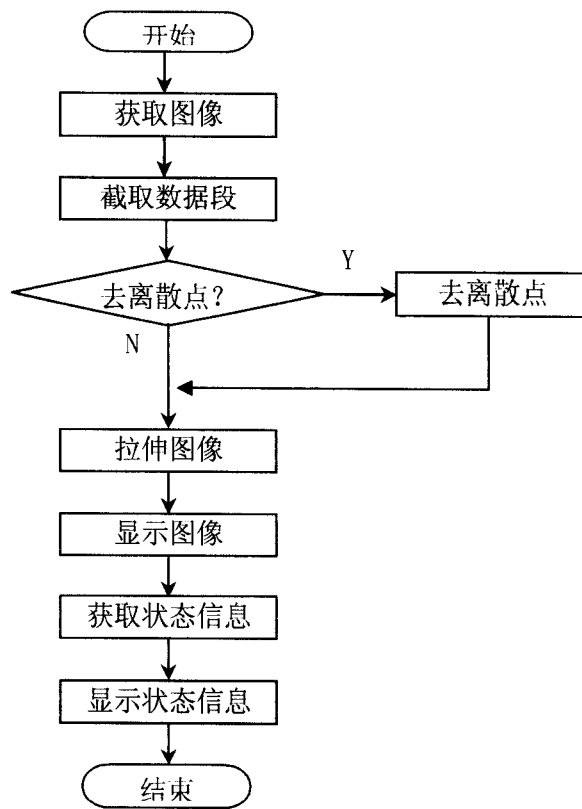 开始
获取图像
截取数据段
去离散点？
Y
去离散点
N
拉伸图像
显示图像
获取状态信息
显示状态信息
结束